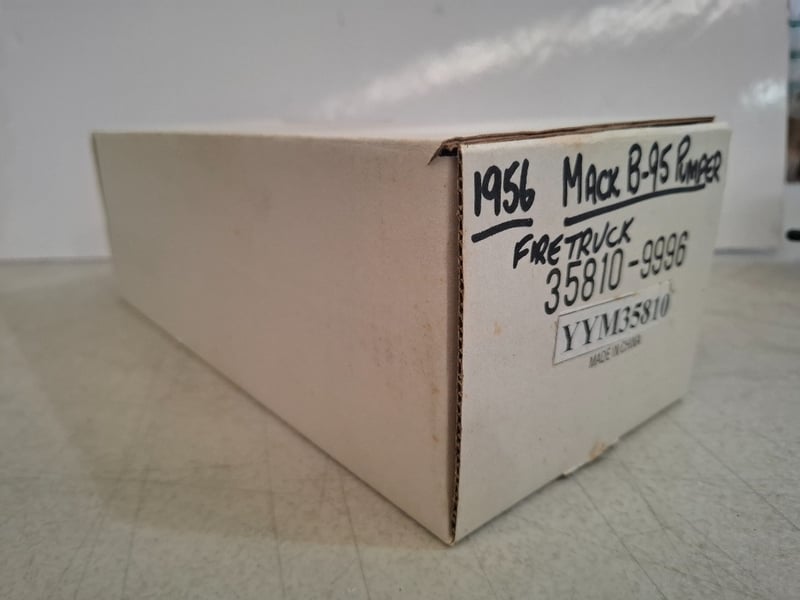 1956 MACK B-95 PUMPER
FIRETRUCK
35810-9996
YYM35810
MADE IN CHINA